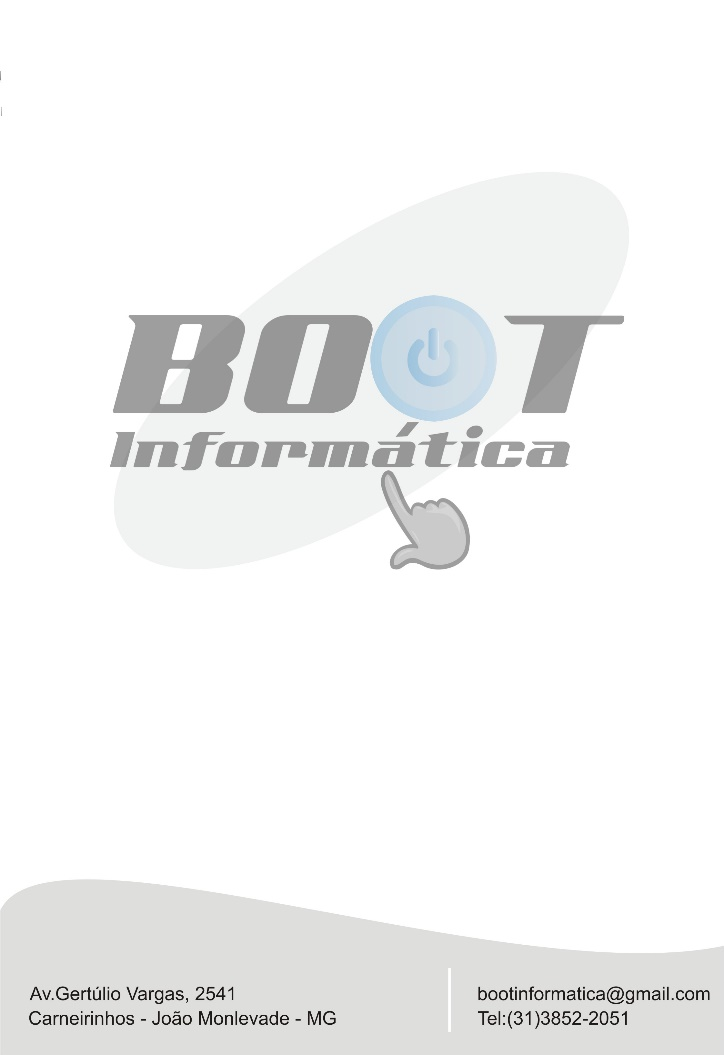 BOOT
Informática
Av.Gertúlio Vargas, 2541
Carneirinhos - João Monlevade - MG
bootinformatica@gmail.com
Tel:(31)3852-2051